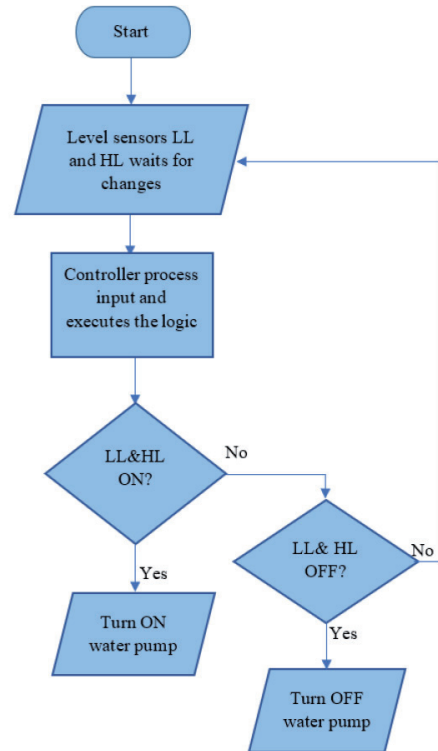 Start
Level sensors LL
and HL waits for
changes
Controller process
input and
executes the logic
LL&HL
ON?
No
Yes
Turn ON
water pump
LL& HL
OFF?
No
Yes
Turn OFF
water pump